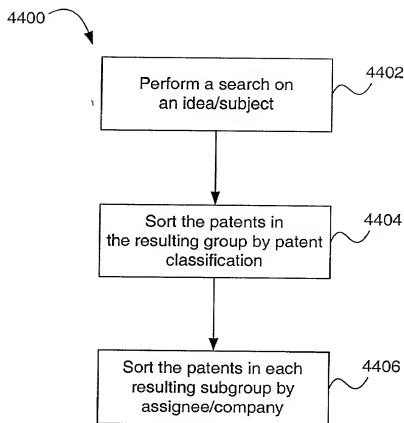 4400
Perform a search on
an idea/subject
4402
Sort the patents in
the resulting group by patent
classification
4404
Sort the patents in each
resulting subgroup by
assignee/company
4406